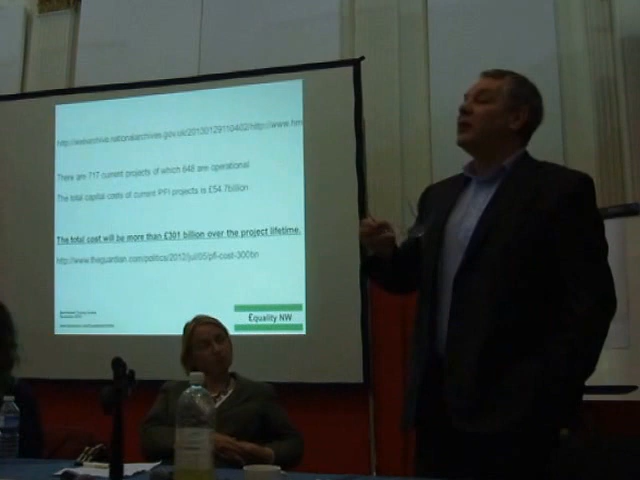 http://webarchive.nationalarchives.gov.uk/20130129110402/http://www.hm
There are 717 current projects of which 648 are operational
The total capital costs of current PFI projects is £54.7billion
The total cost will be more than £301 billion over the project lifetime.
http://www.theguardian.com/politics/2012/jul/05/pfi-cost-300bn
£quality NW